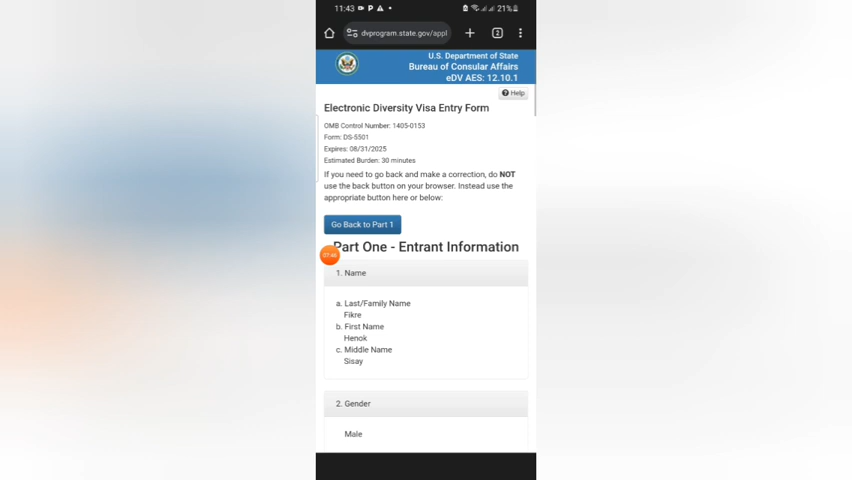 11:43
21%
dvprogram.state.gov/appl
2
U.S. Department of State
Bureau of Consular Affairs
eDV AES: 12.10.1
Help
Electronic Diversity Visa Entry Form
OMB Control Number: 1405-0153
Form: DS-5501
Expires: 08/31/2025
Estimated Burden: 30 minutes
If you need to go back and make a correction, do NOT
use the back button on your browser. Instead use the
appropriate button here or below:
Go Back to Part 1
Part One - Entrant Information
07:46
1. Name
a. Last/Family Name
Fikre
b. First Name
Henok
c. Middle Name
Sisay
2. Gender
Male